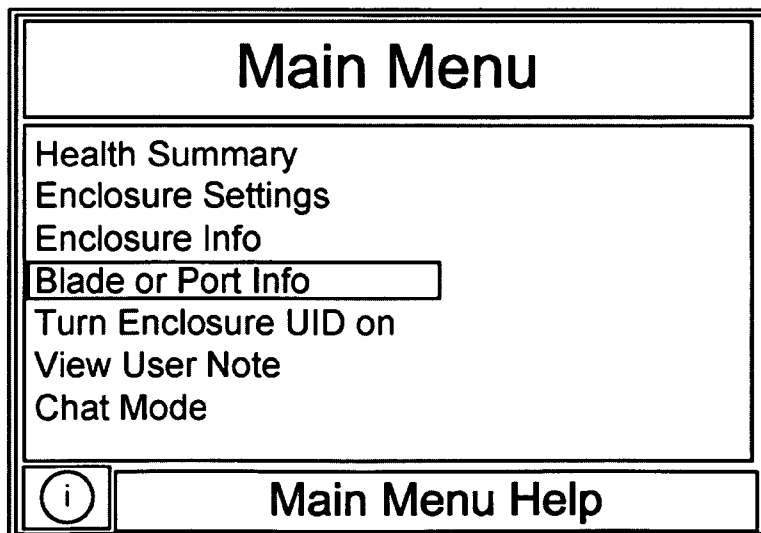 Main Menu
Health Summary
Enclosure Settings
Enclosure Info
Blade or Port Info
Turn Enclosure UID on
View User Note
Chat Mode
i
Main Menu Help